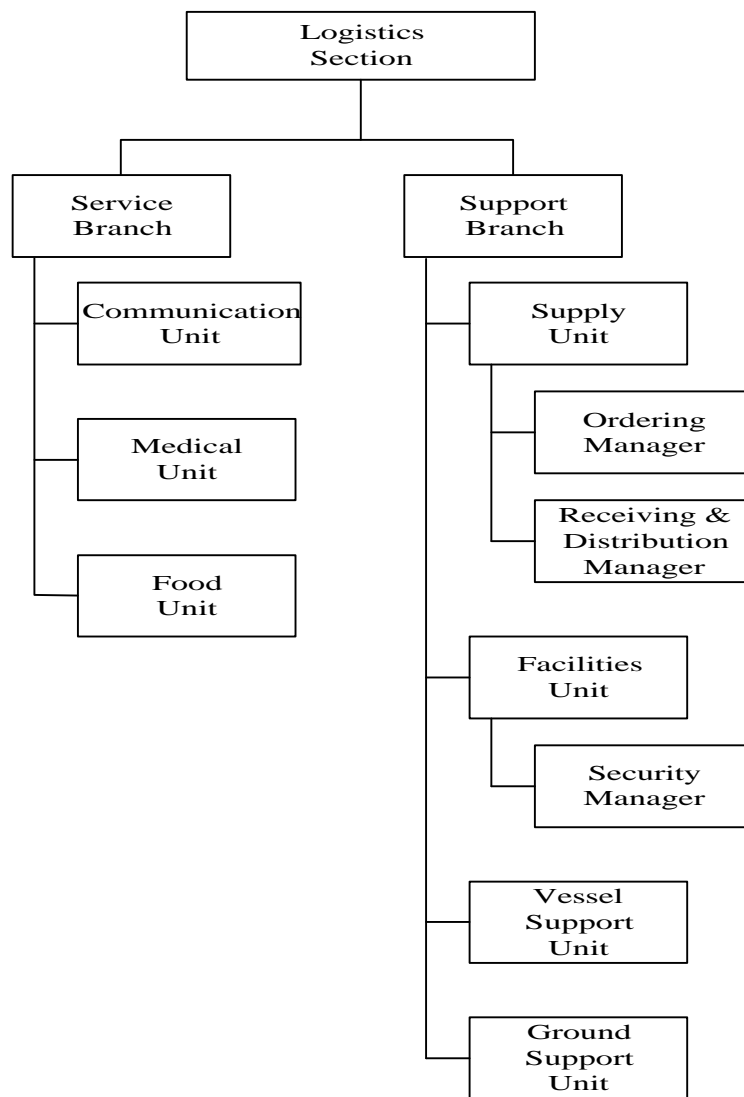 Logistics
Section
Service
Branch
Support
Branch
Communication
Unit
Supply
Unit
Ordering
Manager
Medical
Unit
Receiving &
Distribution
Manager
Food
Unit
Facilities
Unit
Security
Manager
Vessel
Support
Unit
Ground
Support
Unit